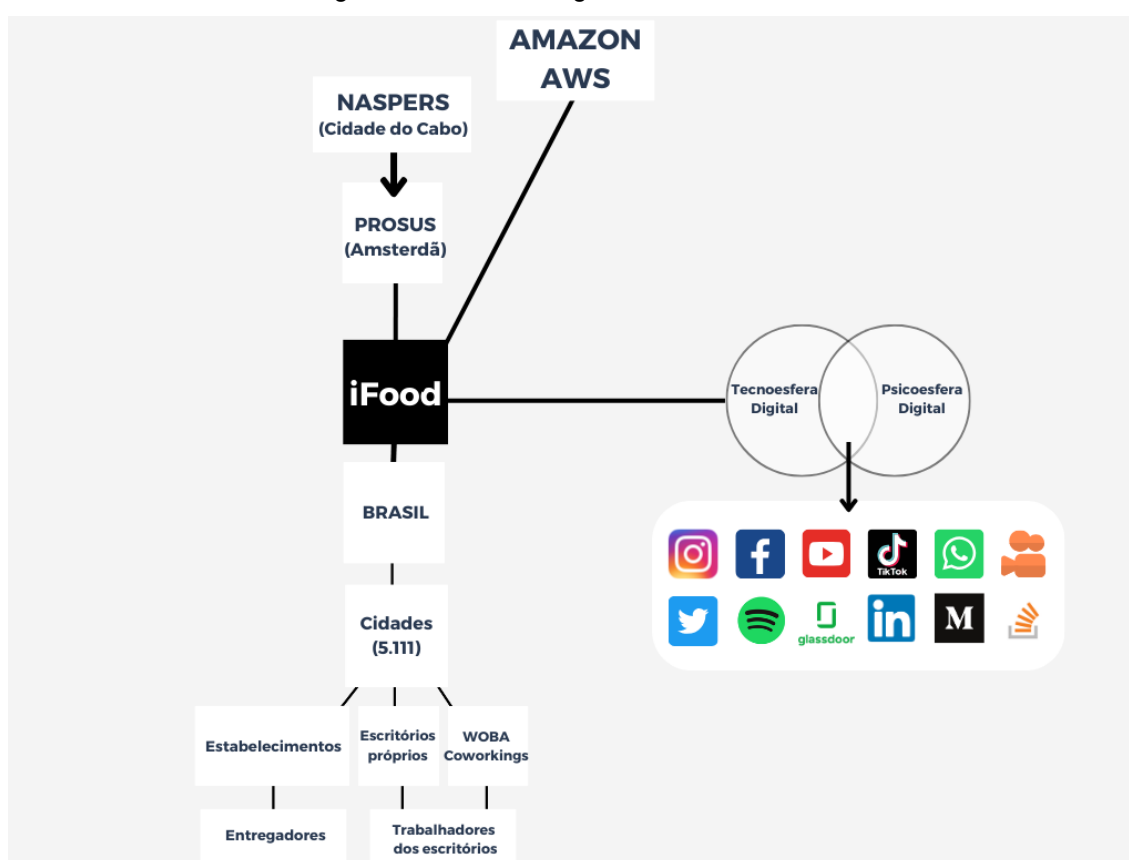 AMAZON
AWS
NASPERS
(Cidade do Cabo)
PROSUS
(Amsterdã)
iFood
Tecnoesfera
Digital
Psicoesfera
Digital
BRASIL
TikTok
glassdoor
in
M
Cidades
(5.111)
Estabelecimentos
Escritórios
próprios
WOBA
Coworkings
Entregadores
Trabalhadores
dos escritórios